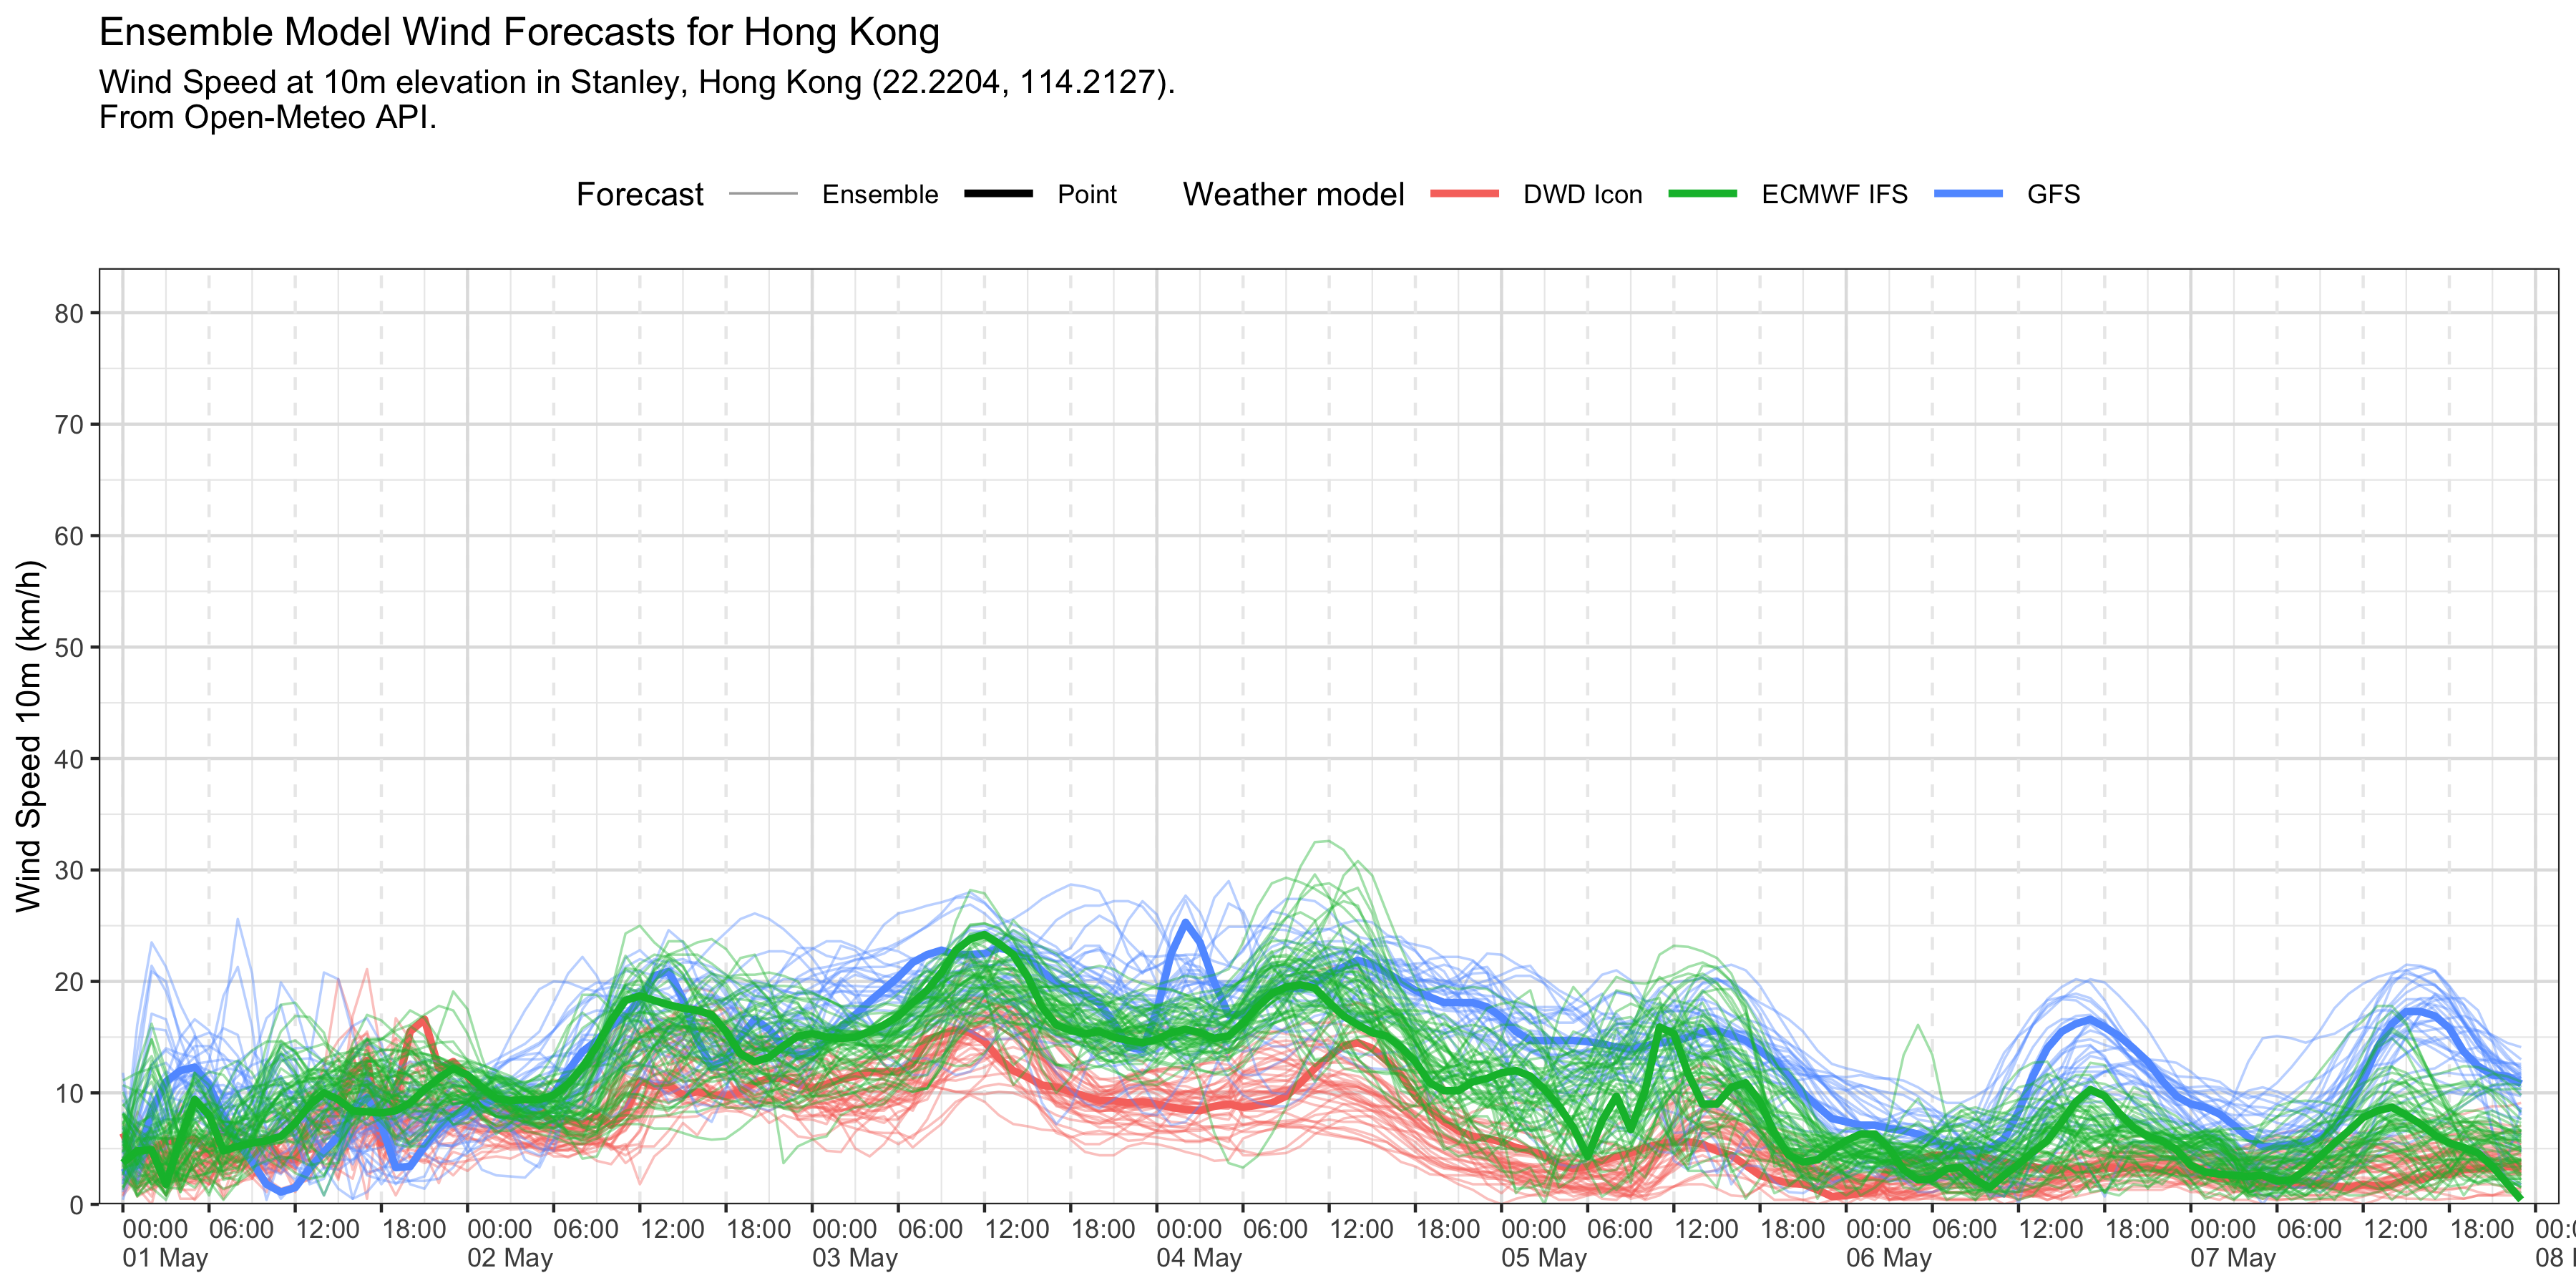 Ensemble Model Wind Forecasts for Hong Kong
Wind Speed at 10m elevation in Stanley, Hong Kong (22.2204, 114.2127).
From Open-Meteo API.
Forecast Ensemble Point Weather model DWD Icon ECMWF IFS GFS
Wind Speed 10m (km/h)
80
70
60
50
40
30
20
10
0
00:00 06:00 12:00 18:00 00:00 06:00 12:00 18:00 00:00 06:00 12:00 18:00 00:00 06:00 12:00 18:00 00:00 06:00 12:00 18:00 00:00 06:00 12:00 18:00 00:00 06:00 12:00 18:00
01 May 02 May 03 May 04 May 05 May 06 May 07 May 08